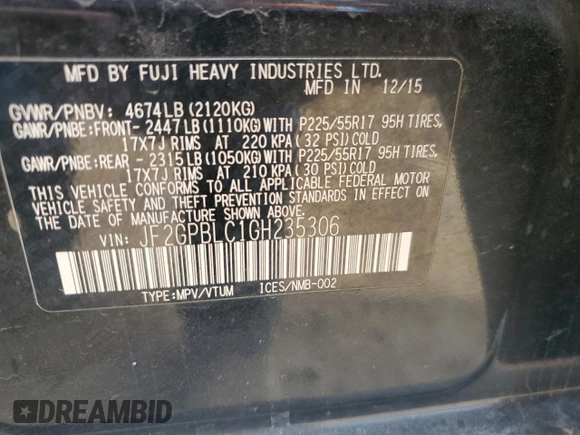 MFD BY FUJI HEAVY INDUSTRIES LTD.
MFD IN 12/15
GVWR/PNBV: 4674LB(2120KG)
GAWR/PNBE:FRONT-2447LB(1110KG)WITH P225/55R17 95H TIRES,
17X7J RIMS AT 220 KPA(32 PSI)COLD
GAWR/PNBE:REAR -2315LB(1050KG)WITH P225/55R17 95H TIRES,
17X7J RIMS AT 210 KPA(30 PSI)COLD
THIS VEHICLE CONFORMS TO ALL APPLICABLE FEDERAL MOTOR
VEHICLE SAFETY AND THEFT PREVENTION STANDARDS IN EFFECT ON
THE DATE OF MANUFACTURE SHOWN ABOVE.
VIN: JF2GPBLC1GH235306
TYPE:MPV/VTUM ICES/NMB-002
DREAMBID